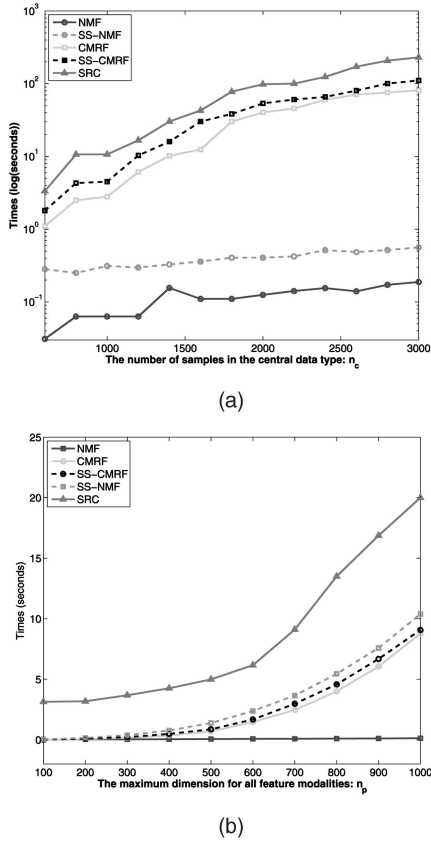 (a)
10³
10²
10¹
10⁰
10⁻¹
Times (log(seconds))
NMF
SS-NMF
CMRF
SS-CMRF
SRC
1000 1500 2000 2500 3000
The number of samples in the central data type: n_c
(a)
25
20
15
10
5
0
Times (seconds)
NMF
CMRF
SS-CMRF
SS-NMF
SRC
100 200 300 400 500 600 700 800 900 1000
The maximum dimension for all feature modalities: n_p
(b)